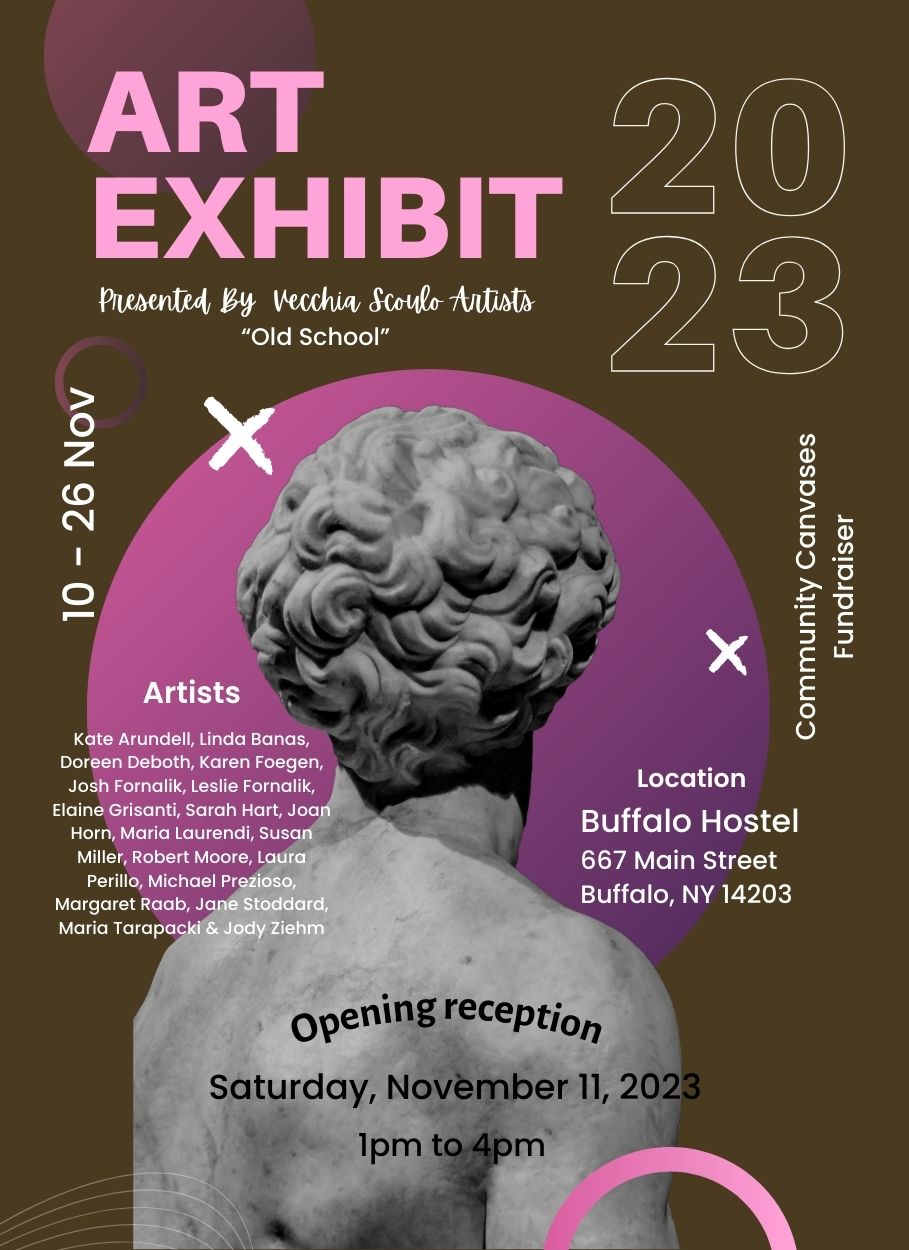 ART
EXHIBIT
20
23
Presented By Vecchia Scoulo Artists
“Old School”
10 – 26 Nov
Community Canvases
Fundraiser
Artists
Kate Arundell, Linda Banas,
Doreen Deboth, Karen Foegen,
Josh Fornalik, Leslie Fornalik,
Elaine Grisanti, Sarah Hart, Joan
Horn, Maria Laurendi, Susan
Miller, Robert Moore, Laura
Perillo, Michael Prezioso,
Margaret Raab, Jane Stoddard,
Maria Tarapacki & Jody Ziehm
Location
Buffalo Hostel
667 Main Street
Buffalo, NY 14203
Opening reception
Saturday, November 11, 2023
1pm to 4pm